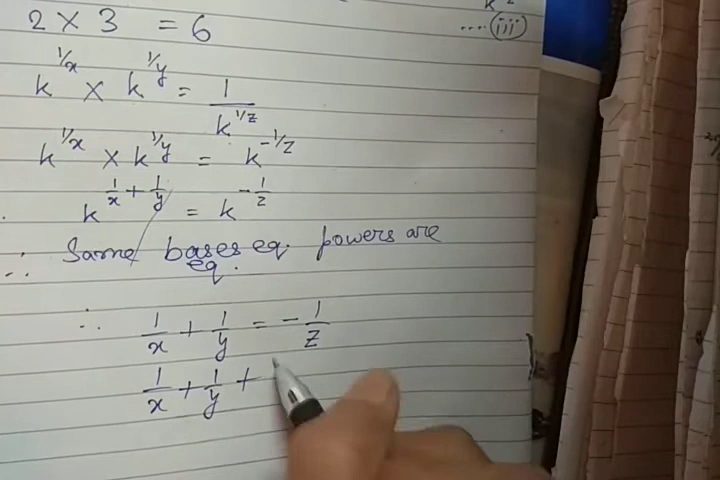 2 × 3 = 6
...(iii)
k^1/x × k^1/y = 1/k^1/z
k^1/x × k^1/y = k^-1/z
k^(1/x + 1/y) = k^-1/z
∴ Same bases eq. powers are
eq.
∴ 1/x + 1/y = - 1/z
1/x + 1/y +